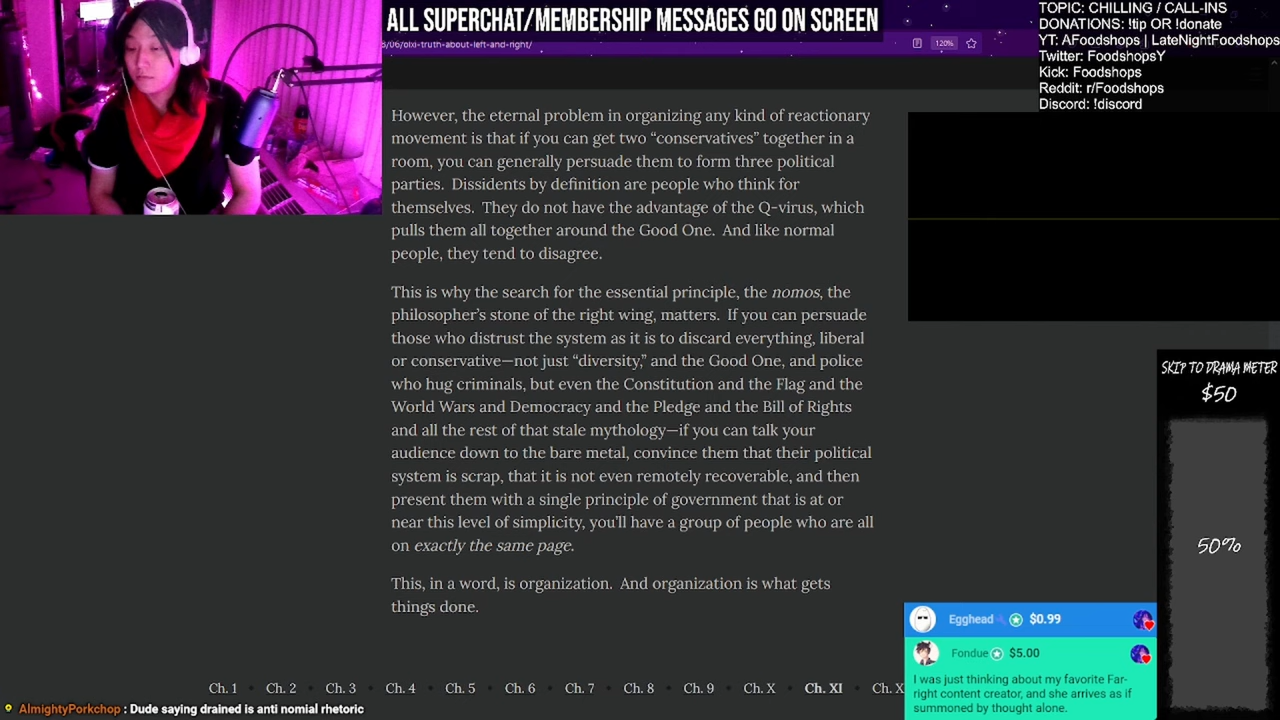 ALL SUPERCHAT/MEMBERSHIP MESSAGES GO ON SCREEN
/06/olxi-truth-about-left-and-right/
120%
TOPIC: CHILLING / CALL-INS
DONATIONS: !tip OR !donate
YT: AFoodshops | LateNightFoodshops
Twitter: FoodshopsY
Kick: Foodshops
Reddit: r/Foodshops
Discord: !discord
However, the eternal problem in organizing any kind of reactionary
movement is that if you can get two “conservatives” together in a
room, you can generally persuade them to form three political
parties. Dissidents by definition are people who think for
themselves. They do not have the advantage of the Q-virus, which
pulls them all together around the Good One. And like normal
people, they tend to disagree.
This is why the search for the essential principle, the nomos, the
philosopher’s stone of the right wing, matters. If you can persuade
those who distrust the system as it is to discard everything, liberal
or conservative—not just “diversity,” and the Good One, and police
who hug criminals, but even the Constitution and the Flag and the
World Wars and Democracy and the Pledge and the Bill of Rights
and all the rest of that stale mythology—if you can talk your
audience down to the bare metal, convince them that their political
system is scrap, that it is not even remotely recoverable, and then
present them with a single principle of government that is at or
near this level of simplicity, you’ll have a group of people who are all
on exactly the same page.
This, in a word, is organization. And organization is what gets
things done.
SKIP TO DRAMA METER
$50
50%
Egghead $0.99
Fondue $5.00
I was just thinking about my favorite Far-
right content creator, and she arrives as if
summoned by thought alone.
Ch. 1 • Ch. 2 • Ch. 3 • Ch. 4 • Ch. 5 • Ch. 6 • Ch. 7 • Ch. 8 • Ch. 9 • Ch. X • Ch. XI • Ch. X
AlmightyPorkchop : Dude saying drained is anti nomial rhetoric